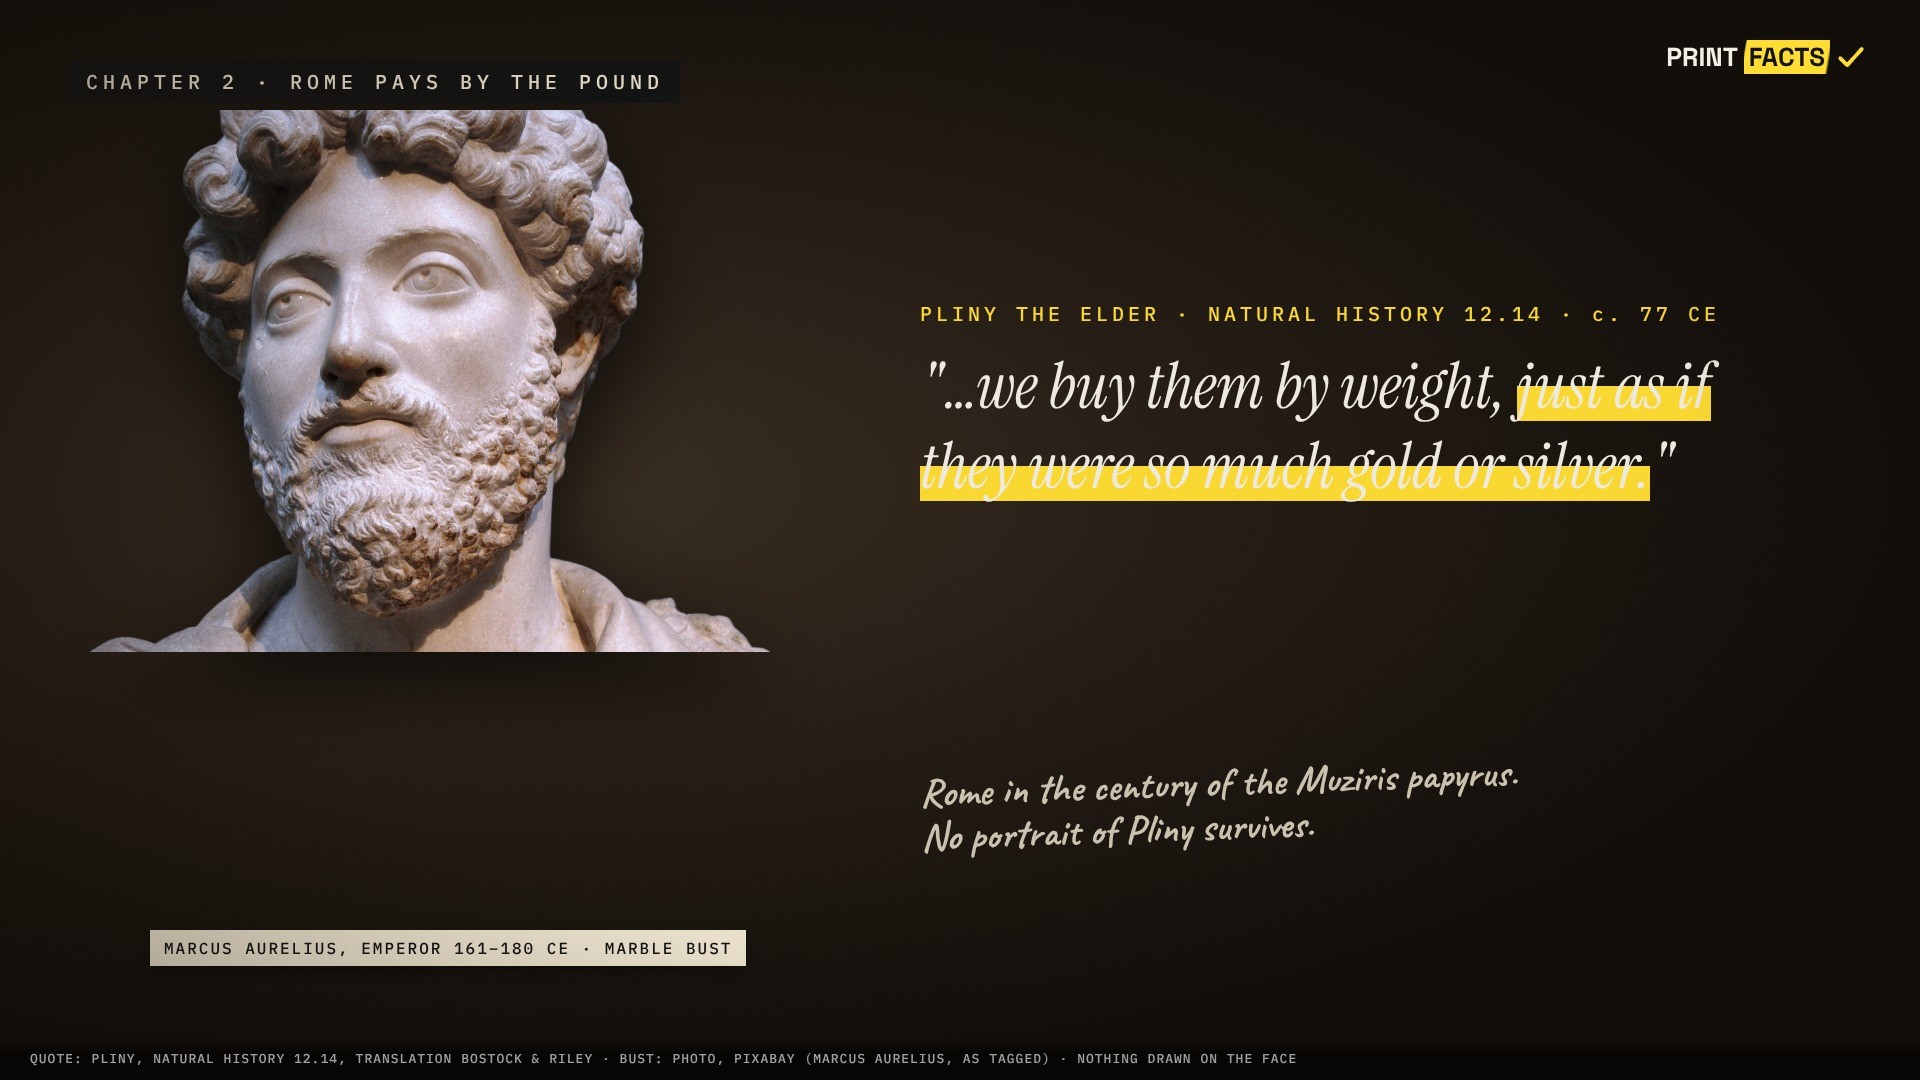 CHAPTER 2 · ROME PAYS BY THE POUND
PRINT FACTS
PLINY THE ELDER · NATURAL HISTORY 12.14 · c. 77 CE
"...we buy them by weight, just as if
they were so much gold or silver."
Rome in the century of the Muziris papyrus.
No portrait of Pliny survives.
MARCUS AURELIUS, EMPEROR 161–180 CE · MARBLE BUST
QUOTE: PLINY, NATURAL HISTORY 12.14, TRANSLATION BOSTOCK & RILEY · BUST: PHOTO, PIXABAY (MARCUS AURELIUS, AS TAGGED) · NOTHING DRAWN ON THE FACE